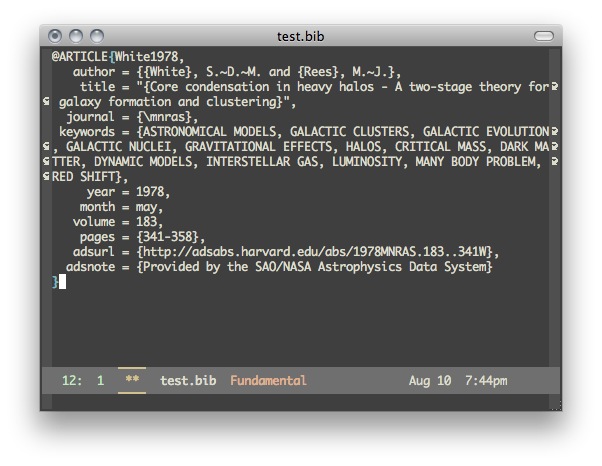 test.bib
@ARTICLE{White1978,
author = {{White}, S.~D.~M. and {Rees}, M.~J.},
title = "{Core condensation in heavy halos - A two-stage theory for
galaxy formation and clustering}",
journal = {\mnras},
keywords = {ASTRONOMICAL MODELS, GALACTIC CLUSTERS, GALACTIC EVOLUTION
, GALACTIC NUCLEI, GRAVITATIONAL EFFECTS, HALOS, CRITICAL MASS, DARK MA
TTER, DYNAMIC MODELS, INTERSTELLAR GAS, LUMINOSITY, MANY BODY PROBLEM,
RED SHIFT},
year = 1978,
month = may,
volume = 183,
pages = {341-358},
adsurl = {http://adsabs.harvard.edu/abs/1978MNRAS.183..341W},
adsnote = {Provided by the SAO/NASA Astrophysics Data System}
}
12: 1 ** test.bib Fundamental Aug 10 7:44pm